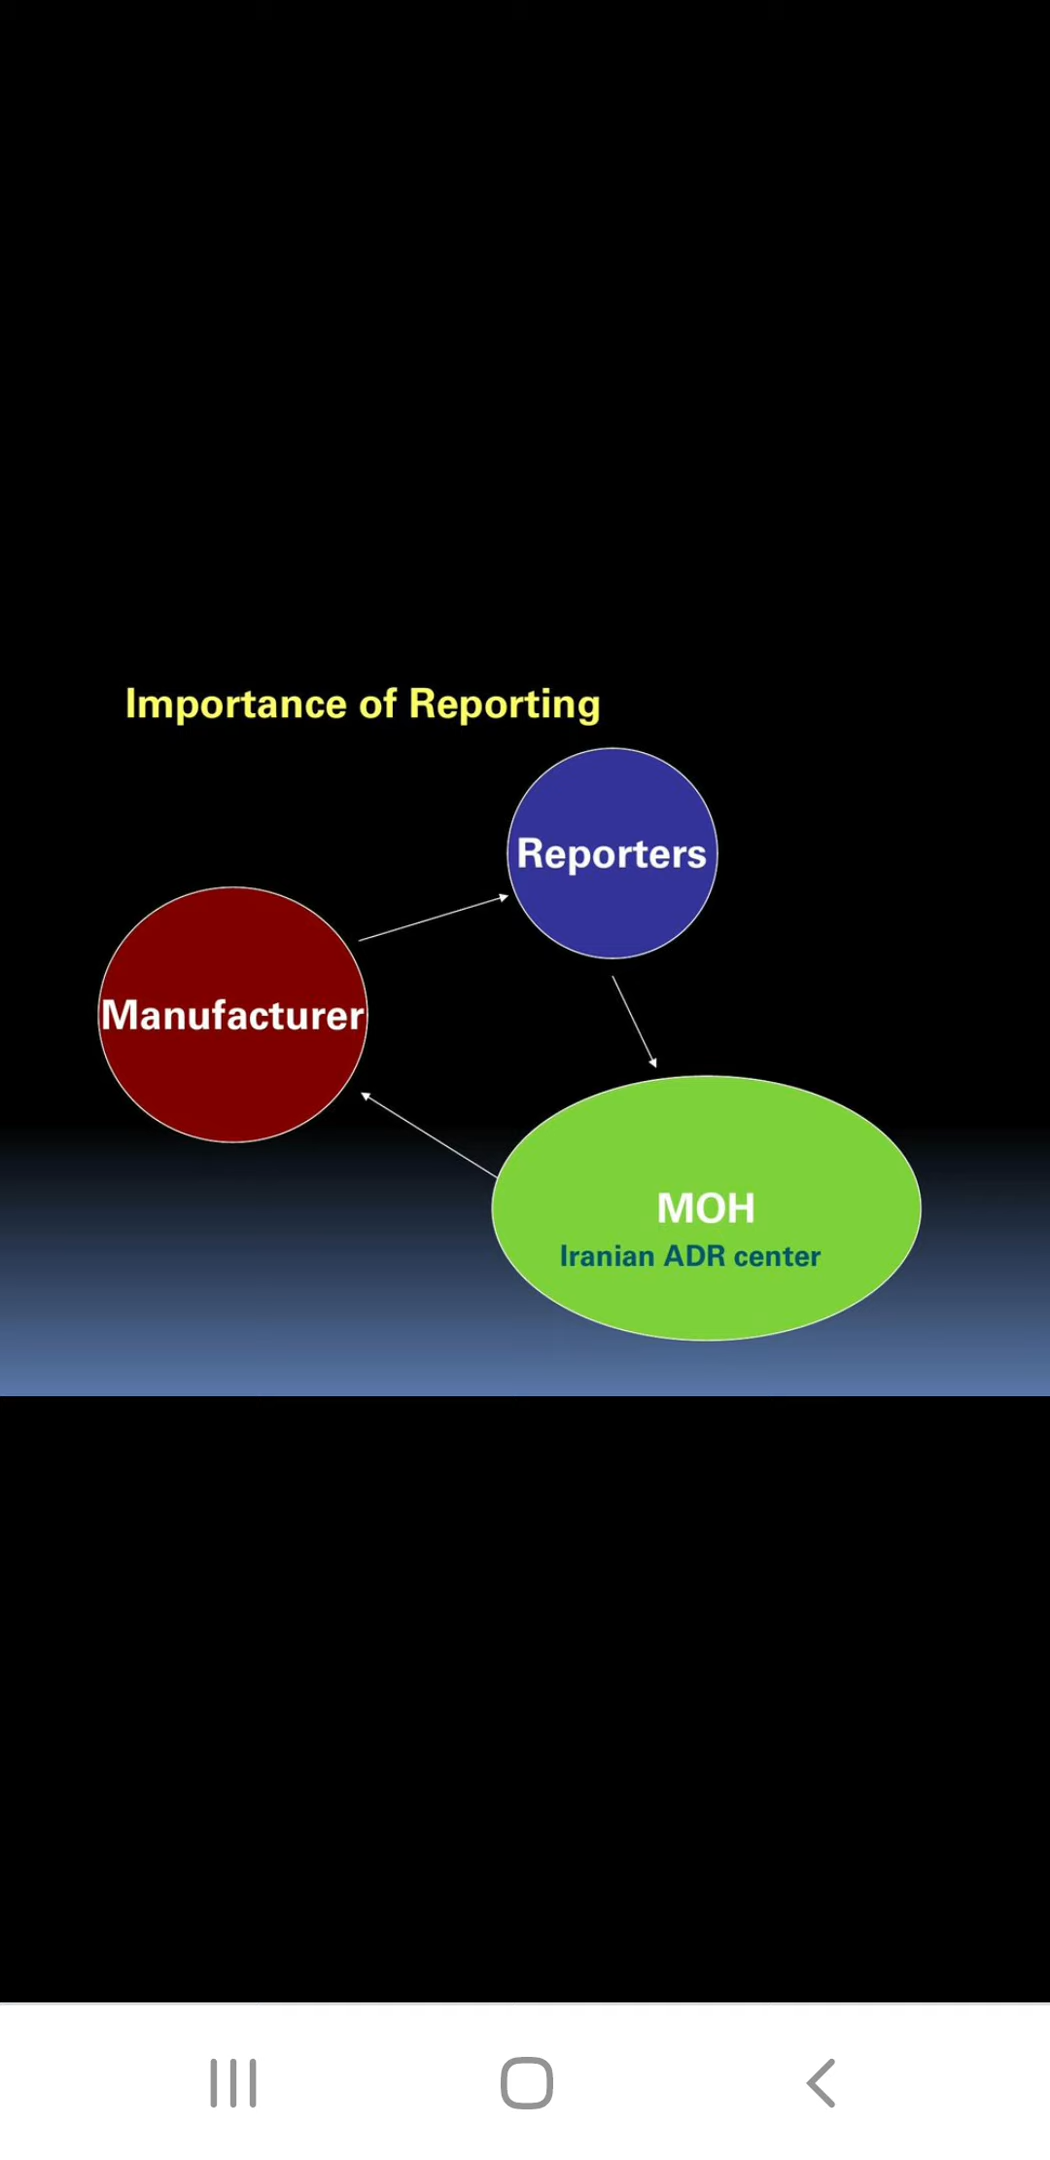 Importance of Reporting
Reporters
Manufacturer
MOH
Iranian ADR center